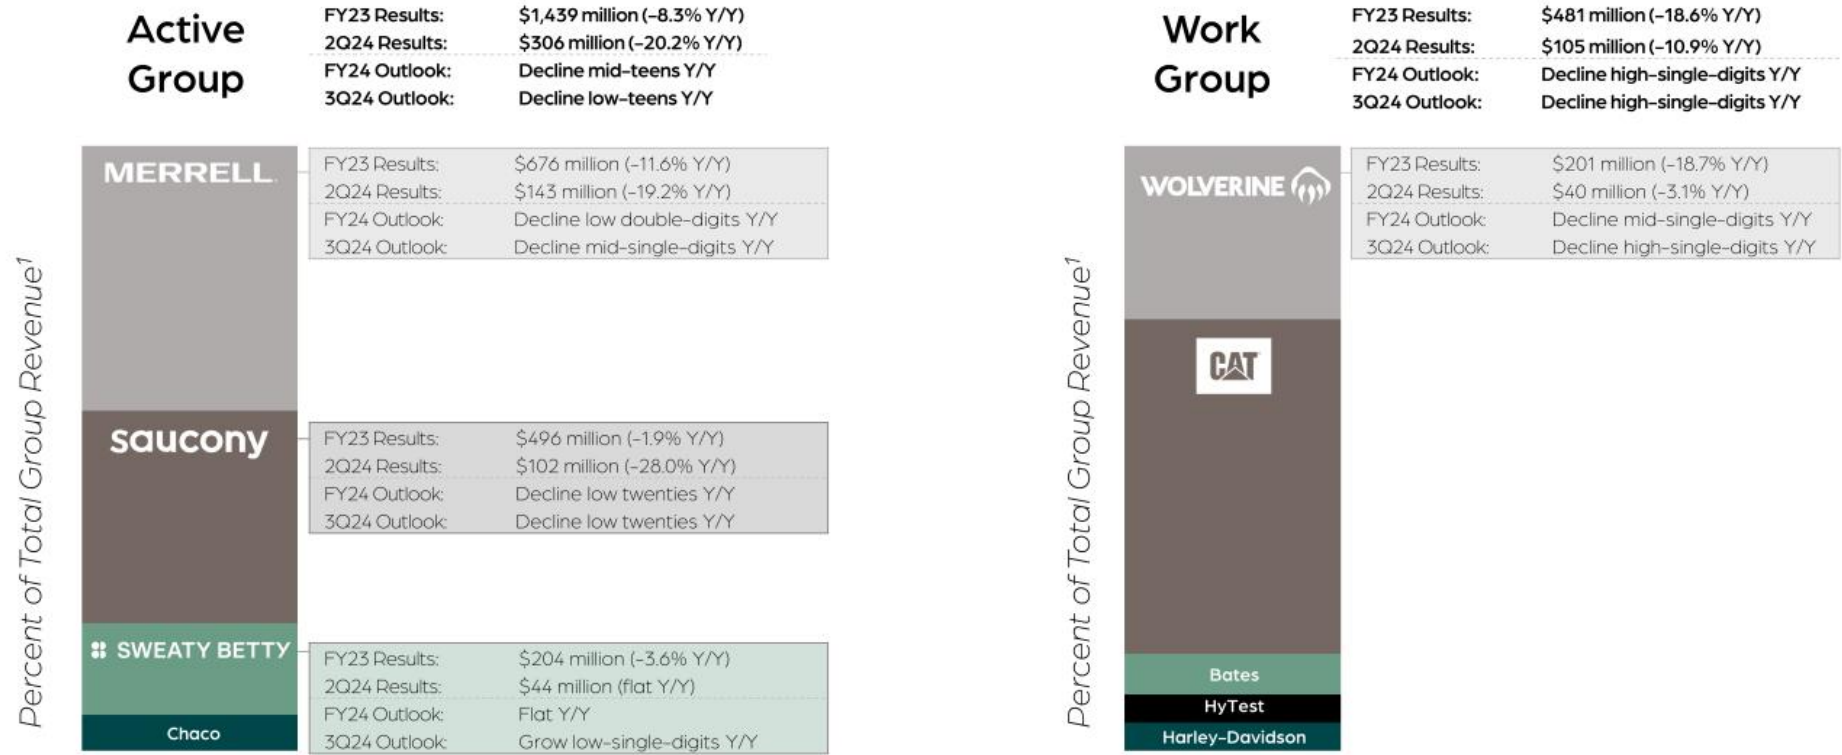 Active
Group
FY23 Results: $1,439 million (-8.3% Y/Y)
2Q24 Results: $306 million (-20.2% Y/Y)
FY24 Outlook: Decline mid-teens Y/Y
3Q24 Outlook: Decline low-teens Y/Y
Percent of Total Group Revenue¹
MERRELL
FY23 Results: $676 million (-11.6% Y/Y)
2Q24 Results: $143 million (-19.2% Y/Y)
FY24 Outlook: Decline low double-digits Y/Y
3Q24 Outlook: Decline mid-single-digits Y/Y
saucony
FY23 Results: $496 million (-1.9% Y/Y)
2Q24 Results: $102 million (-28.0% Y/Y)
FY24 Outlook: Decline low twenties Y/Y
3Q24 Outlook: Decline low twenties Y/Y
SWEATY BETTY
FY23 Results: $204 million (-3.6% Y/Y)
2Q24 Results: $44 million (flat Y/Y)
FY24 Outlook: Flat Y/Y
3Q24 Outlook: Grow low-single-digits Y/Y
Chaco
Work
Group
FY23 Results: $481 million (-18.6% Y/Y)
2Q24 Results: $105 million (-10.9% Y/Y)
FY24 Outlook: Decline high-single-digits Y/Y
3Q24 Outlook: Decline high-single-digits Y/Y
Percent of Total Group Revenue¹
WOLVERINE
FY23 Results: $201 million (-18.7% Y/Y)
2Q24 Results: $40 million (-3.1% Y/Y)
FY24 Outlook: Decline mid-single-digits Y/Y
3Q24 Outlook: Decline high-single-digits Y/Y
CAT
Bates
HyTest
Harley-Davidson